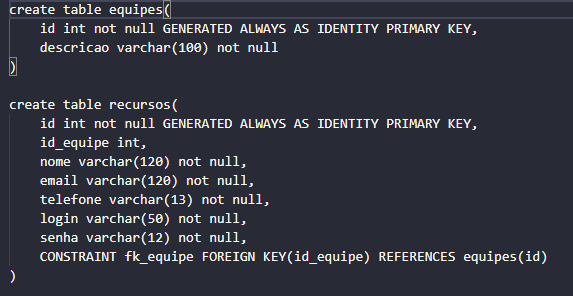 create table equipes(
id int not null GENERATED ALWAYS AS IDENTITY PRIMARY KEY,
descricao varchar(100) not null
)
create table recursos(
id int not null GENERATED ALWAYS AS IDENTITY PRIMARY KEY,
id_equipe int,
nome varchar(120) not null,
email varchar(120) not null,
telefone varchar(13) not null,
login varchar(50) not null,
senha varchar(12) not null,
CONSTRAINT fk_equipe FOREIGN KEY(id_equipe) REFERENCES equipes(id)
)